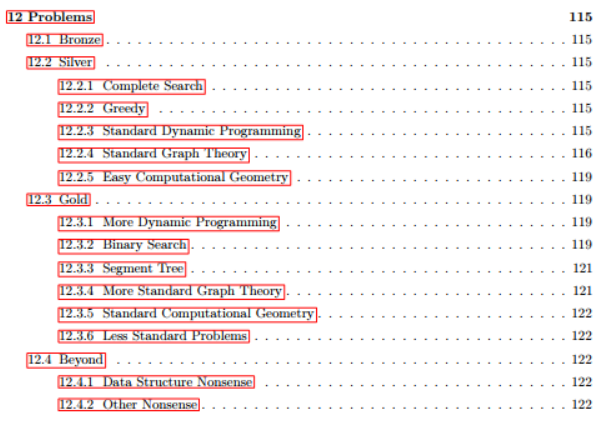 12 Problems 115
12.1 Bronze . . . . . . . . . . . . . . . . . . . . . . . . . . . . . . . . . . . . 115
12.2 Silver . . . . . . . . . . . . . . . . . . . . . . . . . . . . . . . . . . . . 115
12.2.1 Complete Search . . . . . . . . . . . . . . . . . . . . . . . . . . . . 115
12.2.2 Greedy . . . . . . . . . . . . . . . . . . . . . . . . . . . . . . . . 115
12.2.3 Standard Dynamic Programming . . . . . . . . . . . . . . . . . . . . 115
12.2.4 Standard Graph Theory . . . . . . . . . . . . . . . . . . . . . . . . 116
12.2.5 Easy Computational Geometry . . . . . . . . . . . . . . . . . . . . . 119
12.3 Gold . . . . . . . . . . . . . . . . . . . . . . . . . . . . . . . . . . . . . 119
12.3.1 More Dynamic Programming . . . . . . . . . . . . . . . . . . . . . . 119
12.3.2 Binary Search . . . . . . . . . . . . . . . . . . . . . . . . . . . . . 119
12.3.3 Segment Tree . . . . . . . . . . . . . . . . . . . . . . . . . . . . . 121
12.3.4 More Standard Graph Theory . . . . . . . . . . . . . . . . . . . . . . 121
12.3.5 Standard Computational Geometry . . . . . . . . . . . . . . . . . . . 122
12.3.6 Less Standard Problems . . . . . . . . . . . . . . . . . . . . . . . . 122
12.4 Beyond . . . . . . . . . . . . . . . . . . . . . . . . . . . . . . . . . . . 122
12.4.1 Data Structure Nonsense . . . . . . . . . . . . . . . . . . . . . . . 122
12.4.2 Other Nonsense . . . . . . . . . . . . . . . . . . . . . . . . . . . . 122